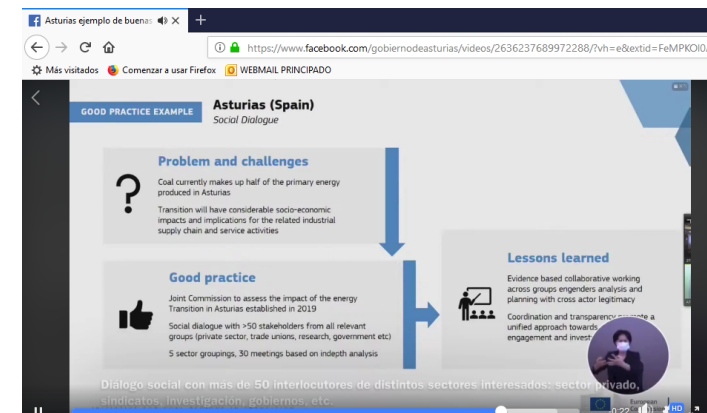 Asturias ejemplo de buenas
https://www.facebook.com/gobiernodeasturias/videos/2636237689972288/?vh=e&extid=FeMPKOI0
Más visitados Comenzar a usar Firefox WEBMAIL PRINCIPADO
GOOD PRACTICE EXAMPLE
Asturias (Spain)
Social Dialogue
Problem and challenges
Coal currently makes up half of the primary energy
produced in Asturias
Transition will have considerable socio-economic
impacts and implications for the related industrial
supply chain and service activities
Good practice
Joint Commission to assess the impact of the energy
Transition in Asturias established in 2019
Social dialogue with >50 stakeholders from all relevant
groups (private sector, trade unions, research, government etc)
5 sector groupings, 30 meetings based on indepth analysis
Lessons learned
Evidence based collaborative working
across groups engenders analysis and
planning with cross actor legitimacy
Coordination and transparency a
unified approach towards
engagement and
Diálogo social con más de 50 interlocutores de distintos sectores interesados: sector privado,
sindicatos, investigación, gobiernos, etc.
European
-0:22 HD